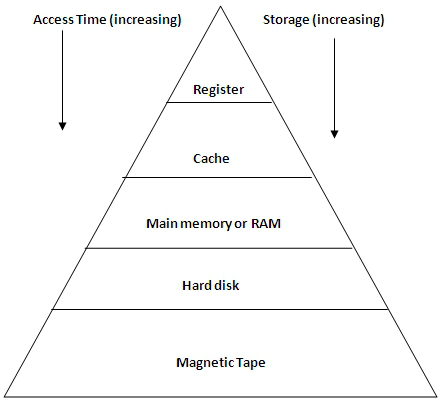 Access Time (increasing)
Storage (increasing)
Register
Cache
Main memory or RAM
Hard disk
Magnetic Tape